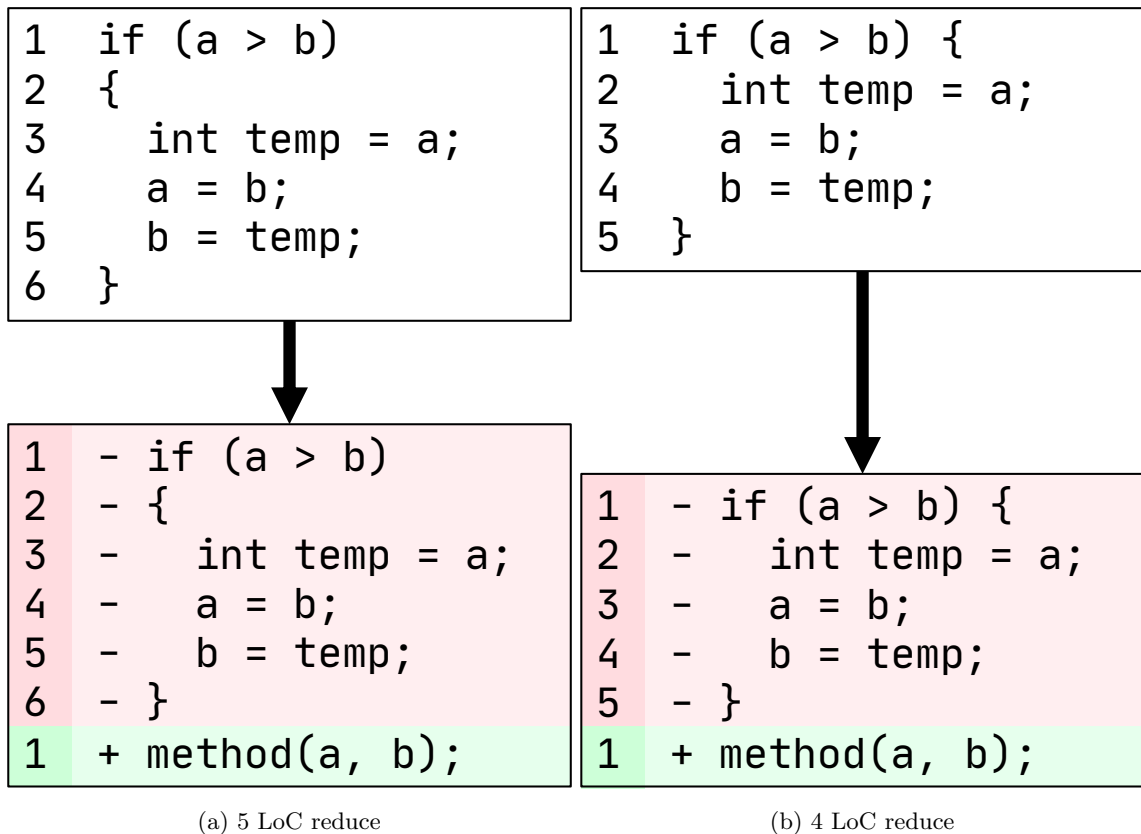 1 if (a > b)
2 {
3   int temp = a;
4   a = b;
5   b = temp;
6 }
1 - if (a > b)
2 - {
3 -   int temp = a;
4 -   a = b;
5 -   b = temp;
6 - }
1 + method(a, b);
(a) 5 LoC reduce
1 if (a > b) {
2   int temp = a;
3   a = b;
4   b = temp;
5 }
1 - if (a > b) {
2 -   int temp = a;
3 -   a = b;
4 -   b = temp;
5 - }
1 + method(a, b);
(b) 4 LoC reduce